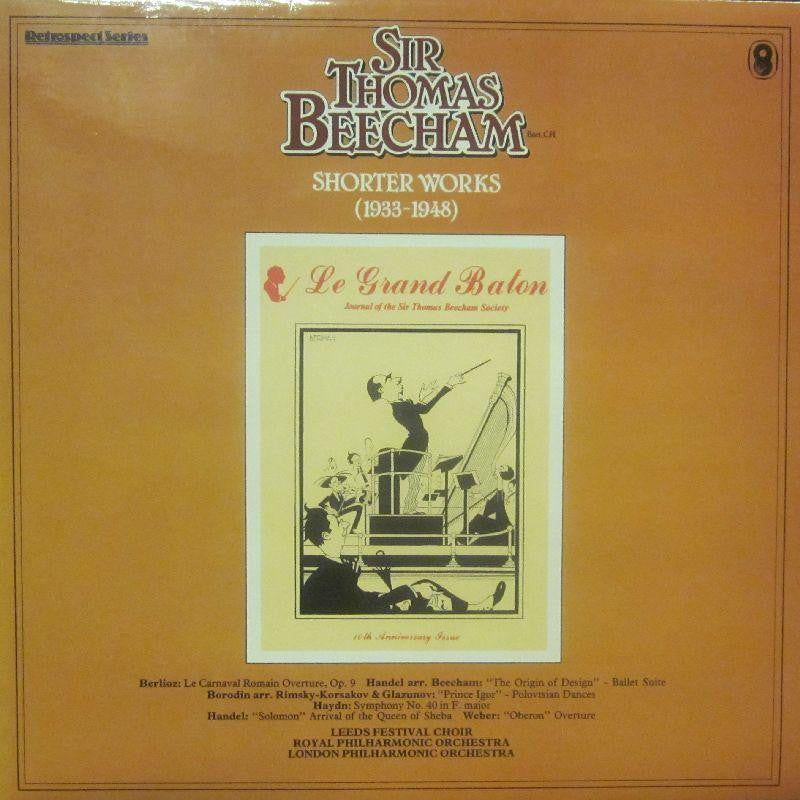 Retrospect Series
SIR
THOMAS
BEECHAM
Bart. C.H.
SHORTER WORKS
(1933-1948)
Le Grand Baton
Journal of the Sir Thomas Beecham Society
10th Anniversary Issue
Berlioz: Le Carnaval Romain Overture, Op. 9 Handel arr. Beecham: "The Origin of Design" - Ballet Suite
Borodin arr. Rimsky-Korsakov & Glazunov: "Prince Igor" - Polovtsian Dances
Haydn: Symphony No. 40 in F. major
Handel: "Solomon" Arrival of the Queen of Sheba Weber: "Oberon" Overture
LEEDS FESTIVAL CHOIR
ROYAL PHILHARMONIC ORCHESTRA
LONDON PHILHARMONIC ORCHESTRA